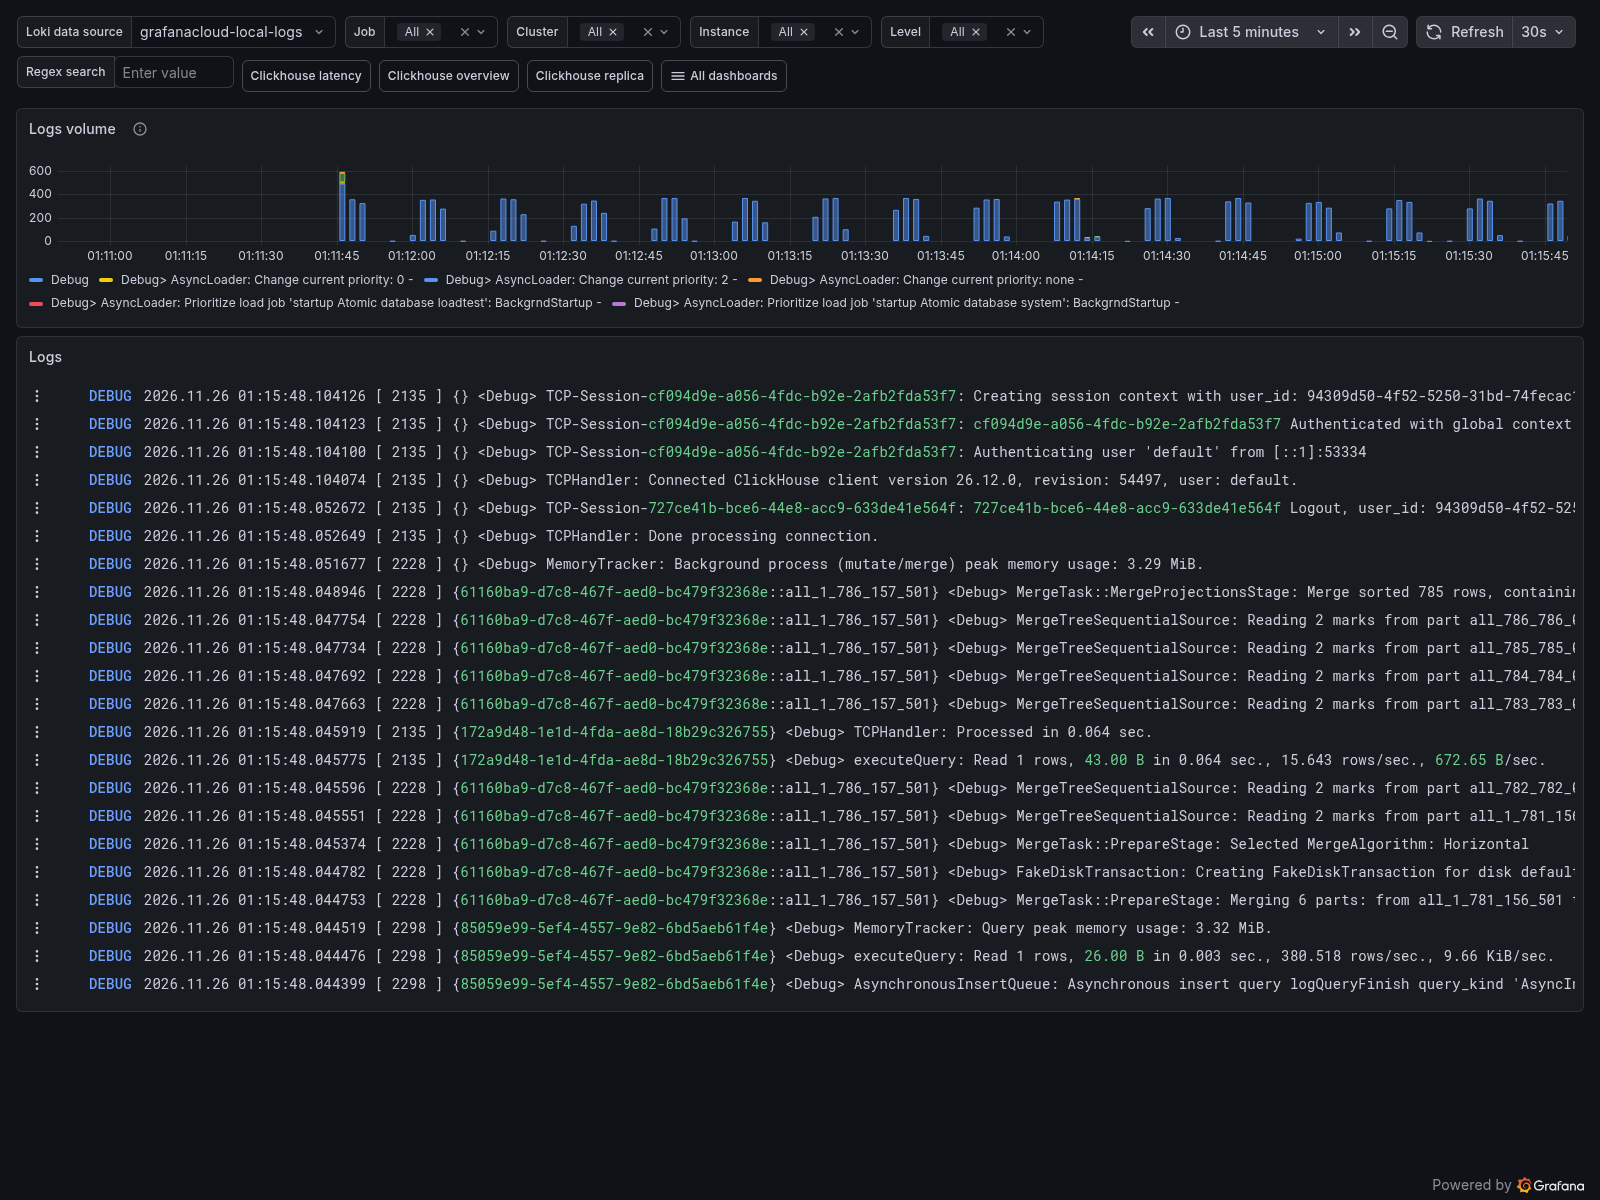 Loki data source grafanacloud-local-logs Job All Cluster All Instance All Level All Last 5 minutes Refresh 30s
Regex search Enter value Clickhouse latency Clickhouse overview Clickhouse replica All dashboards
Logs volume
600
400
200
0
01:11:00 01:11:15 01:11:30 01:11:45 01:12:00 01:12:15 01:12:30 01:12:45 01:13:00 01:13:15 01:13:30 01:13:45 01:14:00 01:14:15 01:14:30 01:14:45 01:15:00 01:15:15 01:15:30 01:15:45
Debug Debug> AsyncLoader: Change current priority: 0 - Debug> AsyncLoader: Change current priority: 2 - Debug> AsyncLoader: Change current priority: none -
Debug> AsyncLoader: Prioritize load job 'startup Atomic database loadtest': BackgrndStartup - Debug> AsyncLoader: Prioritize load job 'startup Atomic database system': BackgrndStartup -
Logs
DEBUG 2026.11.26 01:15:48.104126 [ 2135 ] {} <Debug> TCP-Session-cf094d9e-a056-4fdc-b92e-2afb2fda53f7: Creating session context with user_id: 94309d50-4f52-5250-31bd-74fecac
DEBUG 2026.11.26 01:15:48.104123 [ 2135 ] {} <Debug> TCP-Session-cf094d9e-a056-4fdc-b92e-2afb2fda53f7: cf094d9e-a056-4fdc-b92e-2afb2fda53f7 Authenticated with global context
DEBUG 2026.11.26 01:15:48.104100 [ 2135 ] {} <Debug> TCP-Session-cf094d9e-a056-4fdc-b92e-2afb2fda53f7: Authenticating user 'default' from [::1]:53334
DEBUG 2026.11.26 01:15:48.104074 [ 2135 ] {} <Debug> TCPHandler: Connected ClickHouse client version 26.12.0, revision: 54497, user: default.
DEBUG 2026.11.26 01:15:48.052672 [ 2135 ] {} <Debug> TCP-Session-727ce41b-bce6-44e8-acc9-633de41e564f: 727ce41b-bce6-44e8-acc9-633de41e564f Logout, user_id: 94309d50-4f52-525
DEBUG 2026.11.26 01:15:48.052649 [ 2135 ] {} <Debug> TCPHandler: Done processing connection.
DEBUG 2026.11.26 01:15:48.051677 [ 2228 ] {} <Debug> MemoryTracker: Background process (mutate/merge) peak memory usage: 3.29 MiB.
DEBUG 2026.11.26 01:15:48.048946 [ 2228 ] {61160ba9-d7c8-467f-aed0-bc479f32368e::all_1_786_157_501} <Debug> MergeTask::MergeProjectionsStage: Merge sorted 785 rows, containin
DEBUG 2026.11.26 01:15:48.047754 [ 2228 ] {61160ba9-d7c8-467f-aed0-bc479f32368e::all_1_786_157_501} <Debug> MergeTreeSequentialSource: Reading 2 marks from part all_786_786_
DEBUG 2026.11.26 01:15:48.047734 [ 2228 ] {61160ba9-d7c8-467f-aed0-bc479f32368e::all_1_786_157_501} <Debug> MergeTreeSequentialSource: Reading 2 marks from part all_785_785_
DEBUG 2026.11.26 01:15:48.047692 [ 2228 ] {61160ba9-d7c8-467f-aed0-bc479f32368e::all_1_786_157_501} <Debug> MergeTreeSequentialSource: Reading 2 marks from part all_784_784_
DEBUG 2026.11.26 01:15:48.047663 [ 2228 ] {61160ba9-d7c8-467f-aed0-bc479f32368e::all_1_786_157_501} <Debug> MergeTreeSequentialSource: Reading 2 marks from part all_783_783_
DEBUG 2026.11.26 01:15:48.045919 [ 2135 ] {172a9d48-1e1d-4fda-ae8d-18b29c326755} <Debug> TCPHandler: Processed in 0.064 sec.
DEBUG 2026.11.26 01:15:48.045775 [ 2135 ] {172a9d48-1e1d-4fda-ae8d-18b29c326755} <Debug> executeQuery: Read 1 rows, 43.00 B in 0.064 sec., 15.643 rows/sec., 672.65 B/sec.
DEBUG 2026.11.26 01:15:48.045596 [ 2228 ] {61160ba9-d7c8-467f-aed0-bc479f32368e::all_1_786_157_501} <Debug> MergeTreeSequentialSource: Reading 2 marks from part all_782_782_
DEBUG 2026.11.26 01:15:48.045551 [ 2228 ] {61160ba9-d7c8-467f-aed0-bc479f32368e::all_1_786_157_501} <Debug> MergeTreeSequentialSource: Reading 2 marks from part all_1_781_156
DEBUG 2026.11.26 01:15:48.045374 [ 2228 ] {61160ba9-d7c8-467f-aed0-bc479f32368e::all_1_786_157_501} <Debug> MergeTask::PrepareStage: Selected MergeAlgorithm: Horizontal
DEBUG 2026.11.26 01:15:48.044782 [ 2228 ] {61160ba9-d7c8-467f-aed0-bc479f32368e::all_1_786_157_501} <Debug> FakeDiskTransaction: Creating FakeDiskTransaction for disk default
DEBUG 2026.11.26 01:15:48.044753 [ 2228 ] {61160ba9-d7c8-467f-aed0-bc479f32368e::all_1_786_157_501} <Debug> MergeTask::PrepareStage: Merging 6 parts: from all_1_781_156_501
DEBUG 2026.11.26 01:15:48.044519 [ 2298 ] {85059e99-5ef4-4557-9e82-6bd5aeb61f4e} <Debug> MemoryTracker: Query peak memory usage: 3.32 MiB.
DEBUG 2026.11.26 01:15:48.044476 [ 2298 ] {85059e99-5ef4-4557-9e82-6bd5aeb61f4e} <Debug> executeQuery: Read 1 rows, 26.00 B in 0.003 sec., 380.518 rows/sec., 9.66 KiB/sec.
DEBUG 2026.11.26 01:15:48.044399 [ 2298 ] {85059e99-5ef4-4557-9e82-6bd5aeb61f4e} <Debug> AsynchronousInsertQueue: Asynchronous insert query logQueryFinish query_kind 'AsyncIn
Powered by Grafana